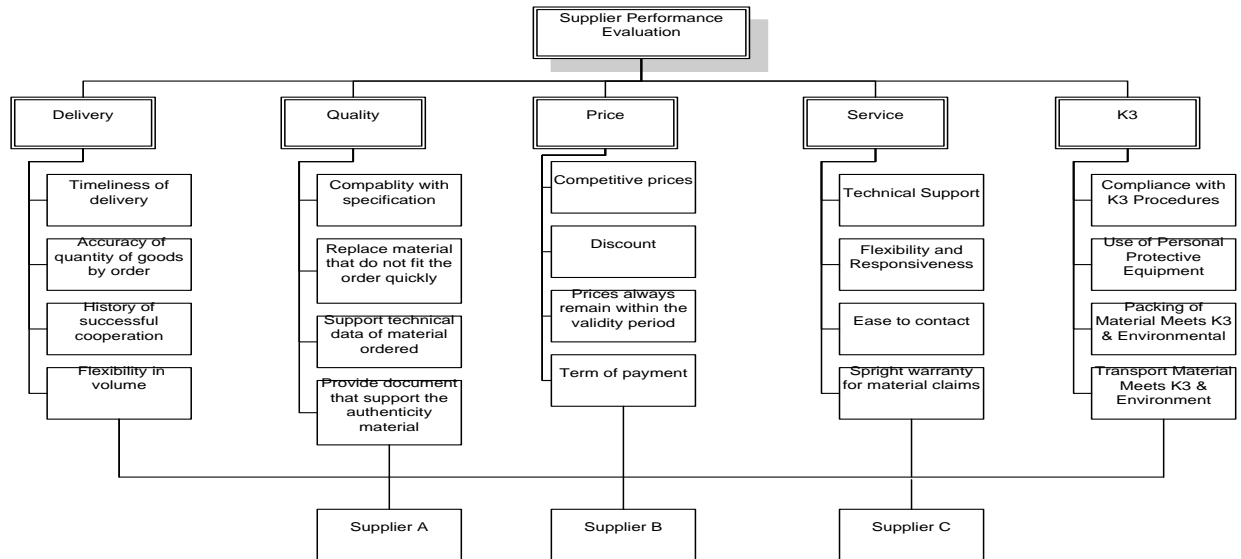 Supplier Performance
Evaluation
Delivery
Quality
Price
Service
K3
Timeliness of
delivery
Accuracy of
quantity of goods
by order
History of
successful
cooperation
Flexibility in
volume
Compablity with
specification
Replace material
that do not fit the
order quickly
Support technical
data of material
ordered
Provide document
that support the
authenticity
material
Competitive prices
Discount
Prices always
remain within the
validity period
Term of payment
Technical Support
Flexibility and
Responsiveness
Ease to contact
Spright warranty
for material claims
Compliance with
K3 Procedures
Use of Personal
Protective
Equipment
Packing of
Material Meets K3
& Environmental
Transport Material
Meets K3 &
Environment
Supplier A
Supplier B
Supplier C